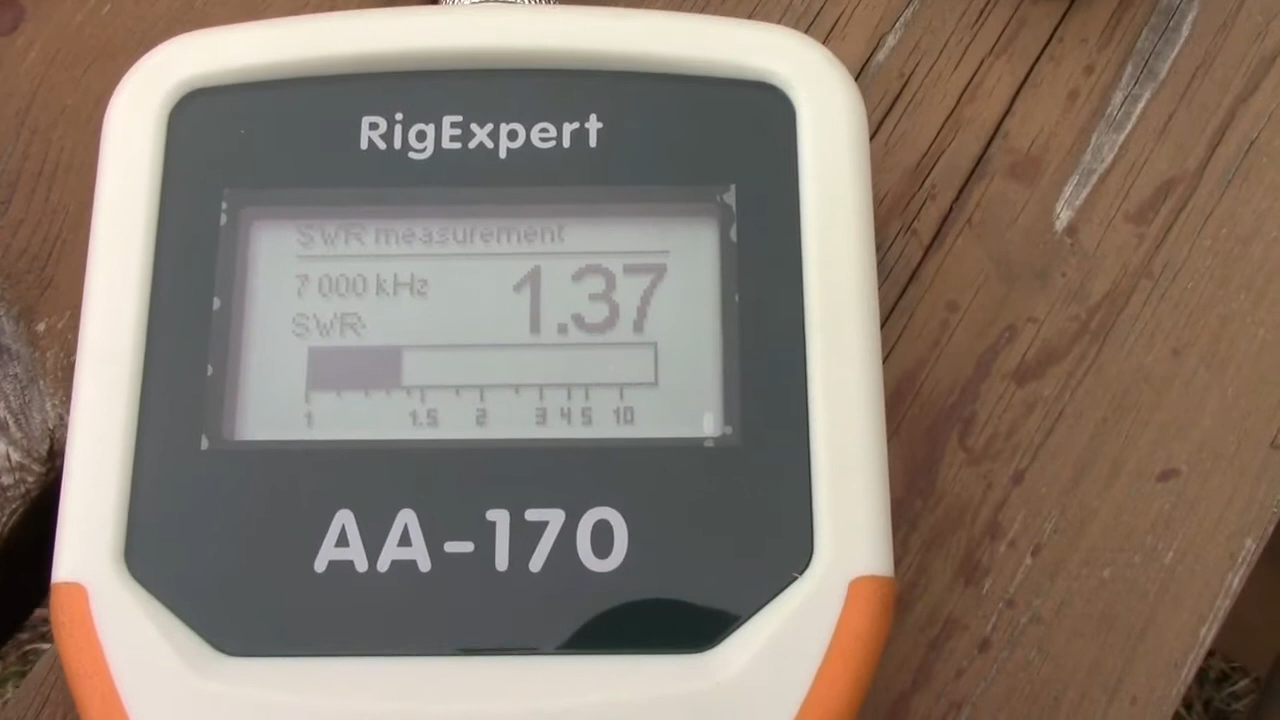 RigExpert
SWR measurement
7 000 kHz
1.37
SWR
1 1.5 2 3 4 5 10
AA-170